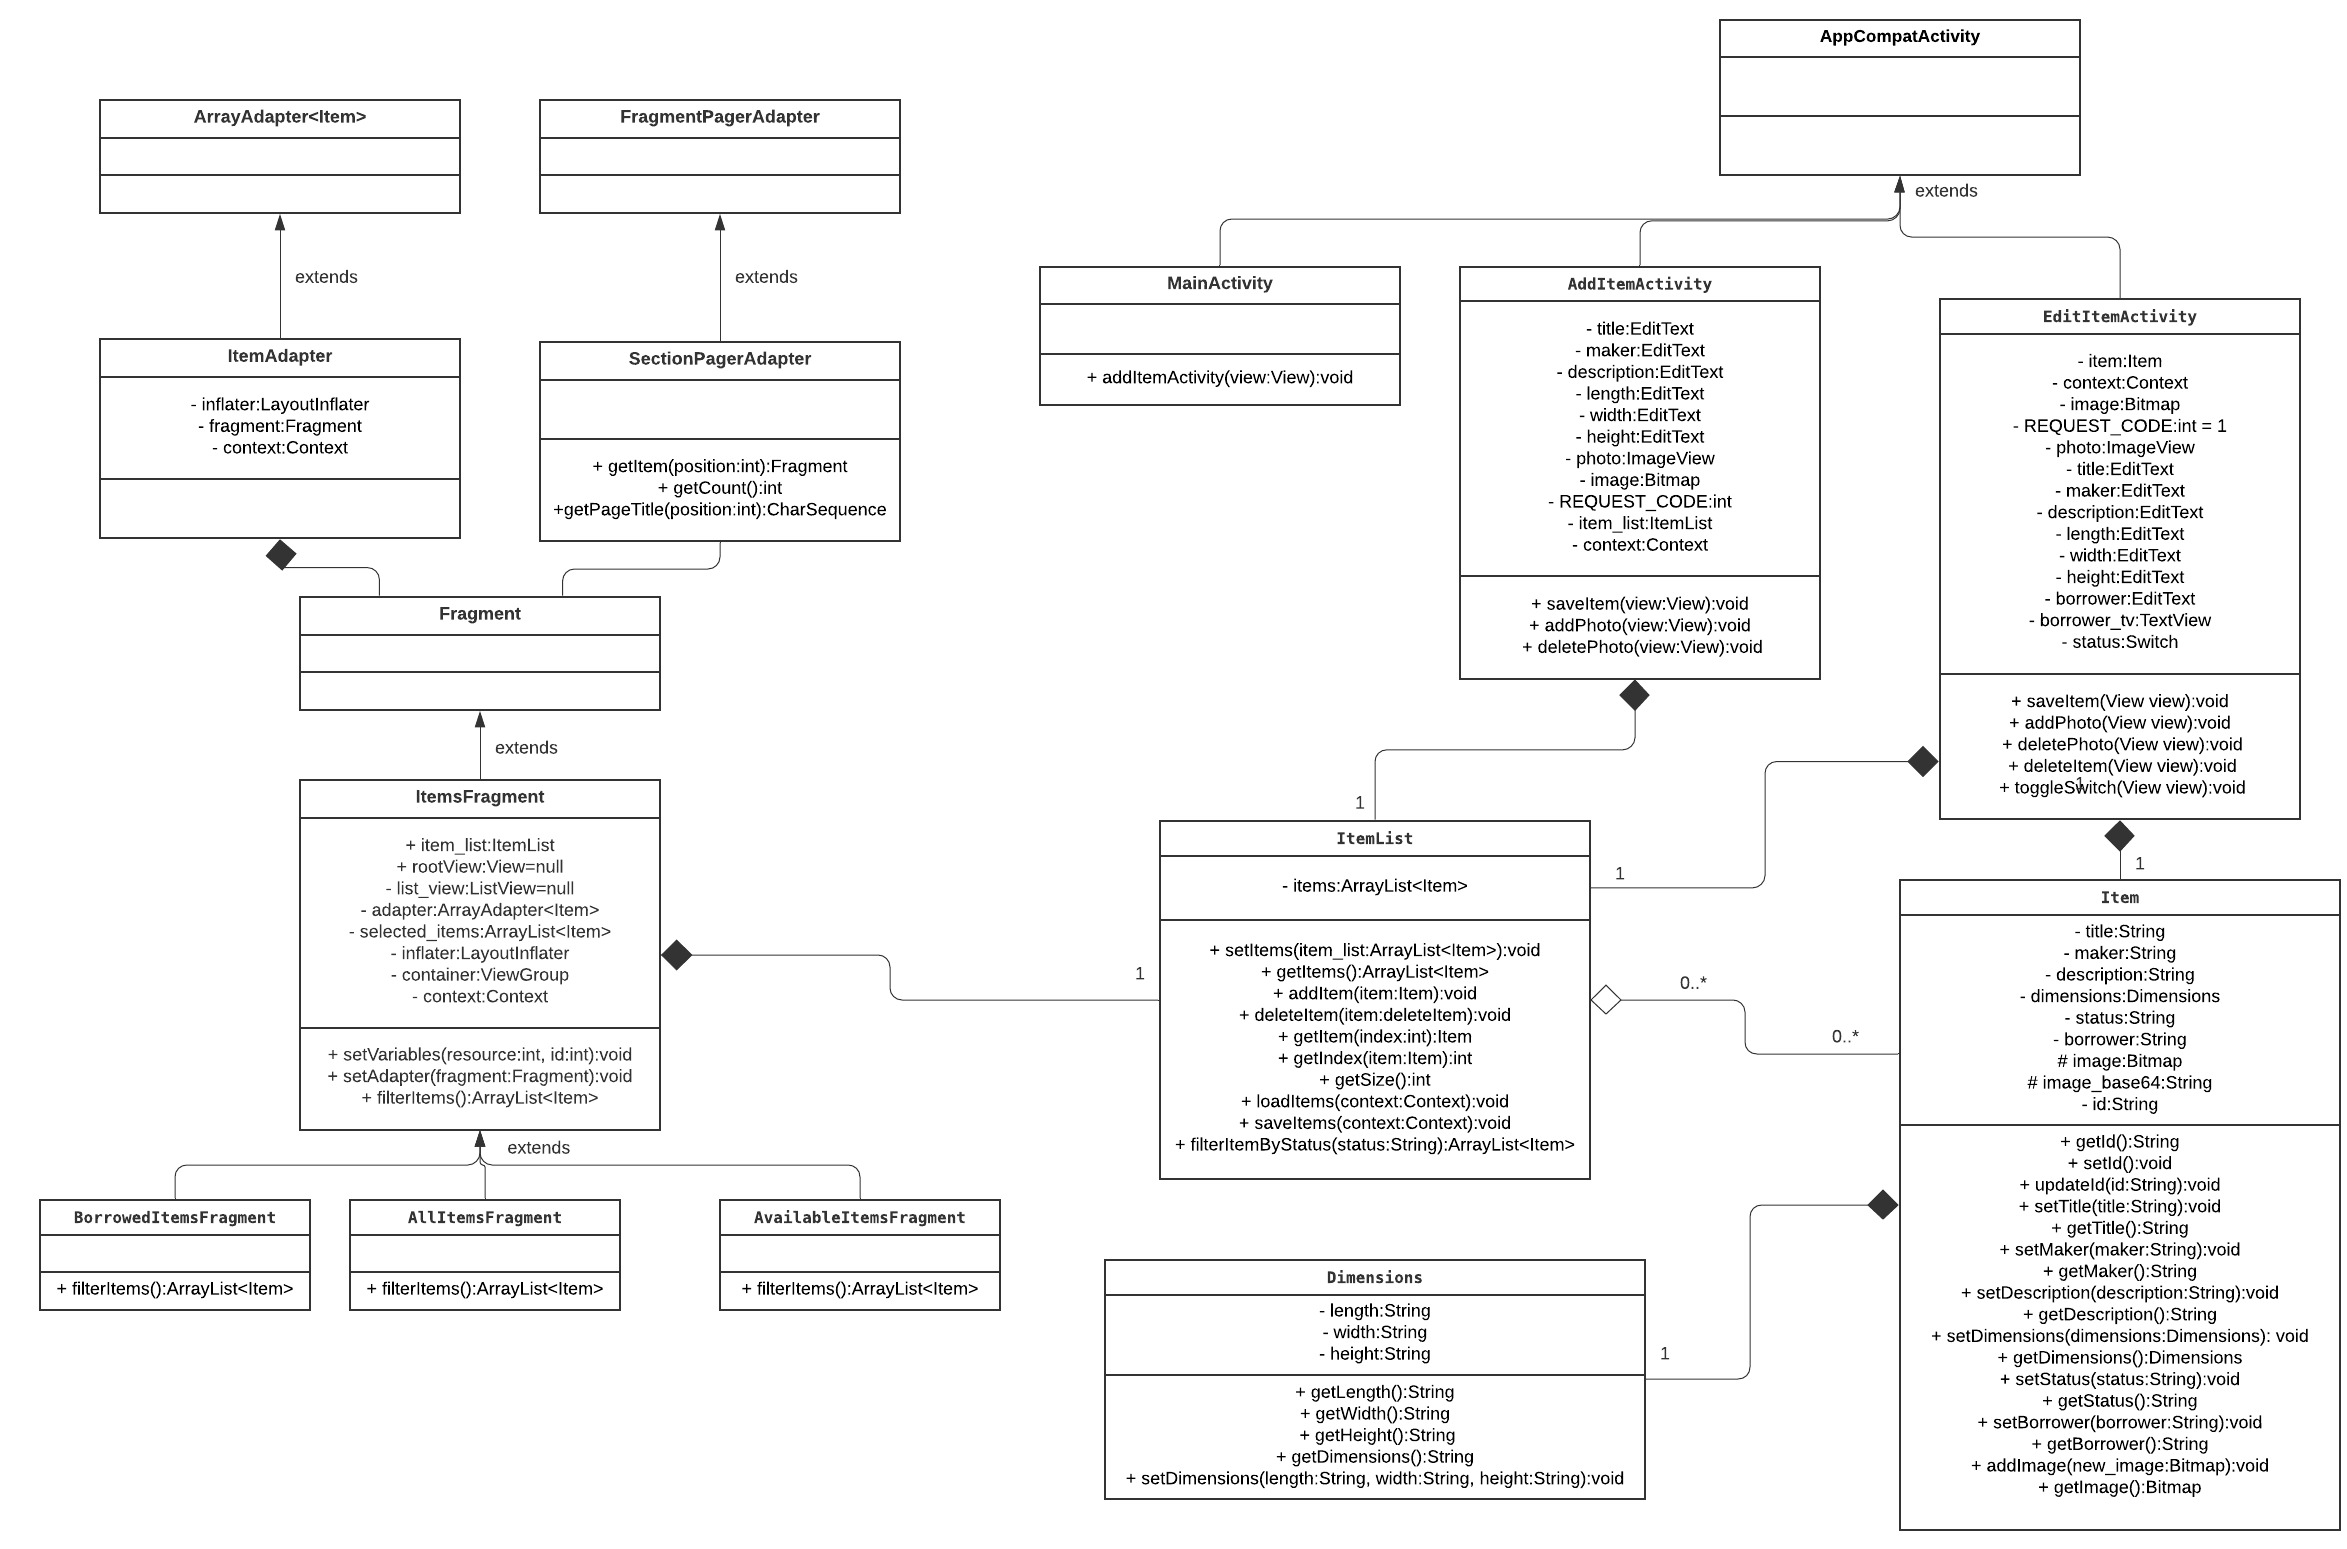 AppCompatActivity
extends
ArrayAdapter<Item>
FragmentPagerAdapter
extends
extends
ItemAdapter
- inflater:LayoutInflater
- fragment:Fragment
- context:Context
SectionPagerAdapter
+ getItem(position:int):Fragment
+ getCount():int
+getPageTitle(position:int):CharSequence
MainActivity
+ addItemActivity(view:View):void
AddItemActivity
- title:EditText
- maker:EditText
- description:EditText
- length:EditText
- width:EditText
- height:EditText
- photo:ImageView
- image:Bitmap
- REQUEST_CODE:int
- item_list:ItemList
- context:Context
+ saveItem(view:View):void
+ addPhoto(view:View):void
+ deletePhoto(view:View):void
EditItemActivity
- item:Item
- context:Context
- image:Bitmap
- REQUEST_CODE:int = 1
- photo:ImageView
- title:EditText
- maker:EditText
- description:EditText
- length:EditText
- width:EditText
- height:EditText
- borrower:EditText
- borrower_tv:TextView
- status:Switch
+ saveItem(View view):void
+ addPhoto(View view):void
+ deletePhoto(View view):void
+ deleteItem(View view):void
1
+ toggleSwitch(View view):void
Fragment
extends
ItemsFragment
+ item_list:ItemList
+ rootView:View=null
- list_view:ListView=null
- adapter:ArrayAdapter<Item>
- selected_items:ArrayList<Item>
- inflater:LayoutInflater
- container:ViewGroup
- context:Context
+ setVariables(resource:int, id:int):void
+ setAdapter(fragment:Fragment):void
+ filterItems():ArrayList<Item>
extends
BorrowedItemsFragment
+ filterItems():ArrayList<Item>
AllItemsFragment
+ filterItems():ArrayList<Item>
AvailableItemsFragment
+ filterItems():ArrayList<Item>
1
1
1
ItemList
- items:ArrayList<Item>
+ setItems(item_list:ArrayList<Item>):void
+ getItems():ArrayList<Item>
+ addItem(item:Item):void
+ deleteItem(item:deleteItem):void
+ getItem(index:int):Item
+ getIndex(item:Item):int
+ getSize():int
+ loadItems(context:Context):void
+ saveItems(context:Context):void
+ filterItemByStatus(status:String):ArrayList<Item>
0..*
0..*
1
Item
- title:String
- maker:String
- description:String
- dimensions:Dimensions
- status:String
- borrower:String
# image:Bitmap
# image_base64:String
- id:String
+ getId():String
+ setId():void
+ updateId(id:String):void
+ setTitle(title:String):void
+ getTitle():String
+ setMaker(maker:String):void
+ getMaker():String
+ setDescription(description:String):void
+ getDescription():String
+ setDimensions(dimensions:Dimensions): void
+ getDimensions():Dimensions
+ setStatus(status:String):void
+ getStatus():String
+ setBorrower(borrower:String):void
+ getBorrower():String
+ addImage(new_image:Bitmap):void
+ getImage():Bitmap
Dimensions
- length:String
- width:String
- height:String
+ getLength():String
+ getWidth():String
+ getHeight():String
+ getDimensions():String
+ setDimensions(length:String, width:String, height:String):void
1